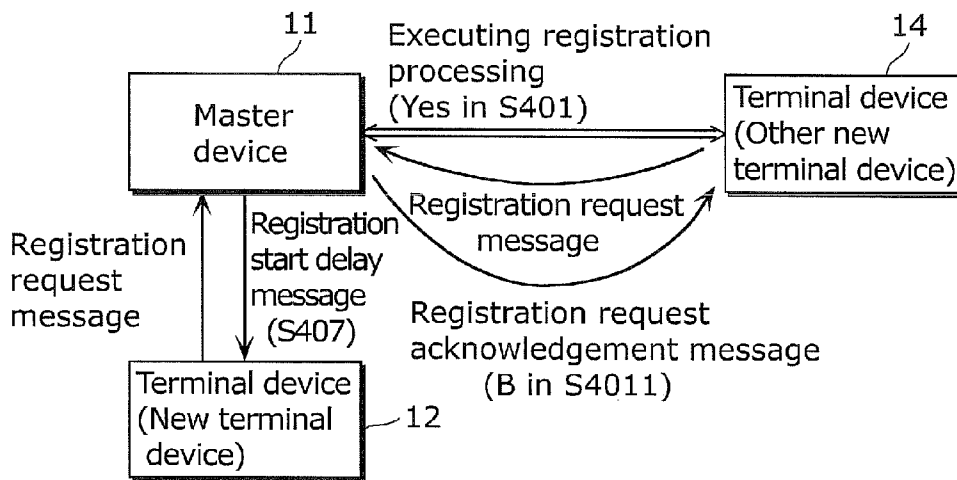 11
Master
device
Executing registration
processing
(Yes in S401)
14
Terminal device
(Other new
terminal device)
Registration request
message
Registration
request
message
Registration
start delay
message
(S407)
Registration request
acknowledgement message
(B in S4011)
Terminal device
(New terminal
device)
12